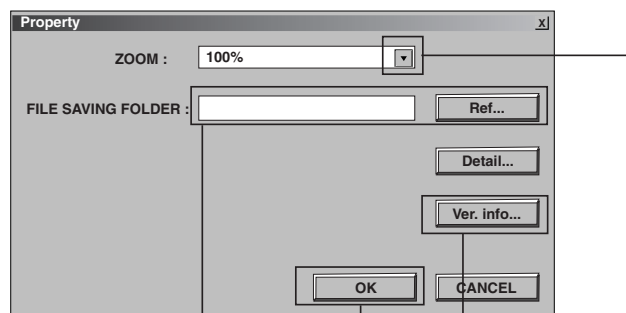 Property x
ZOOM : 100%
FILE SAVING FOLDER : Ref...
Detail...
Ver. info...
OK CANCEL